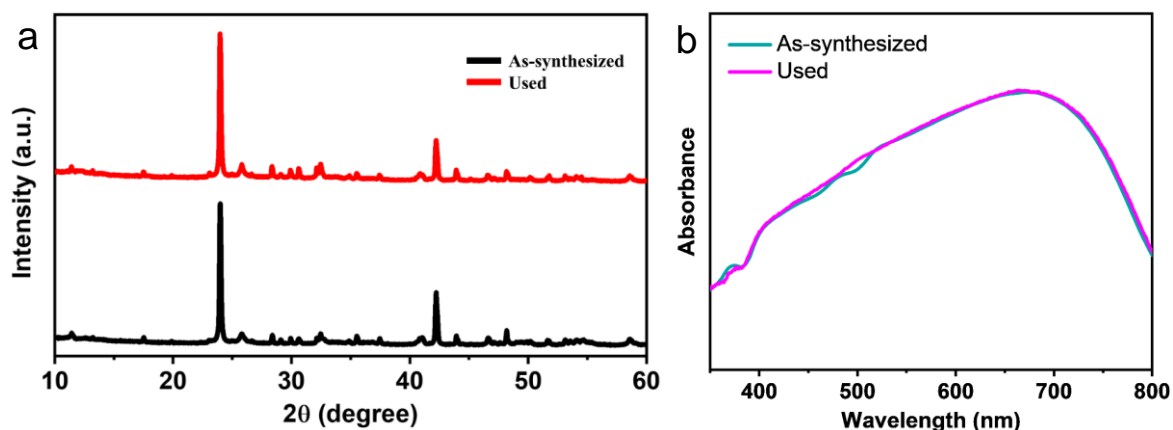 a
As-synthesized
Used
Intensity (a.u.)
10 20 30 40 50 60
2θ (degree)
b
As-synthesized
Used
Absorbance
400 500 600 700 800
Wavelength (nm)